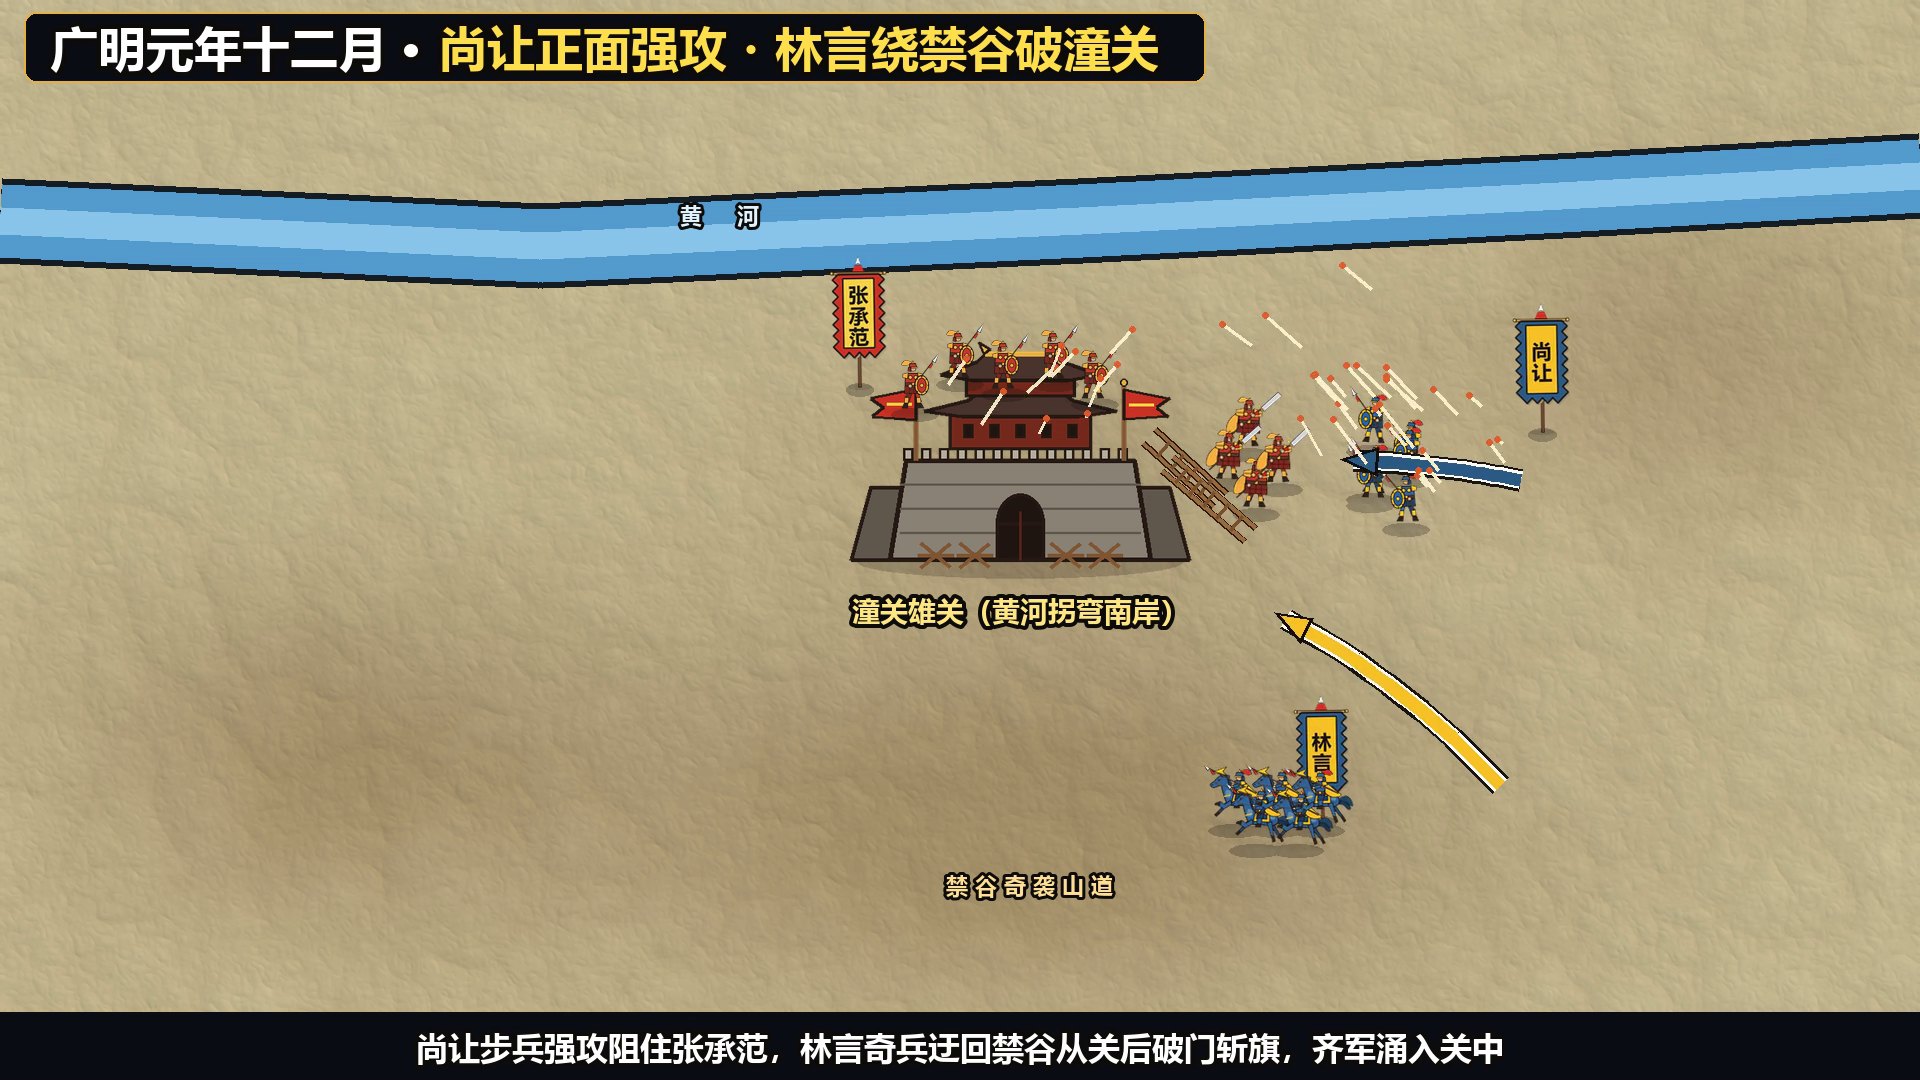 广明元年十二月·尚让正面强攻·林言绕禁谷破潼关
黄 河
张承范
尚让
潼关雄关（黄河拐弯南岸）
林言
禁谷奇袭山道
尚让步兵强攻阻住张承范，林言奇兵迂回禁谷从关后破门斩旗，齐军涌入关中